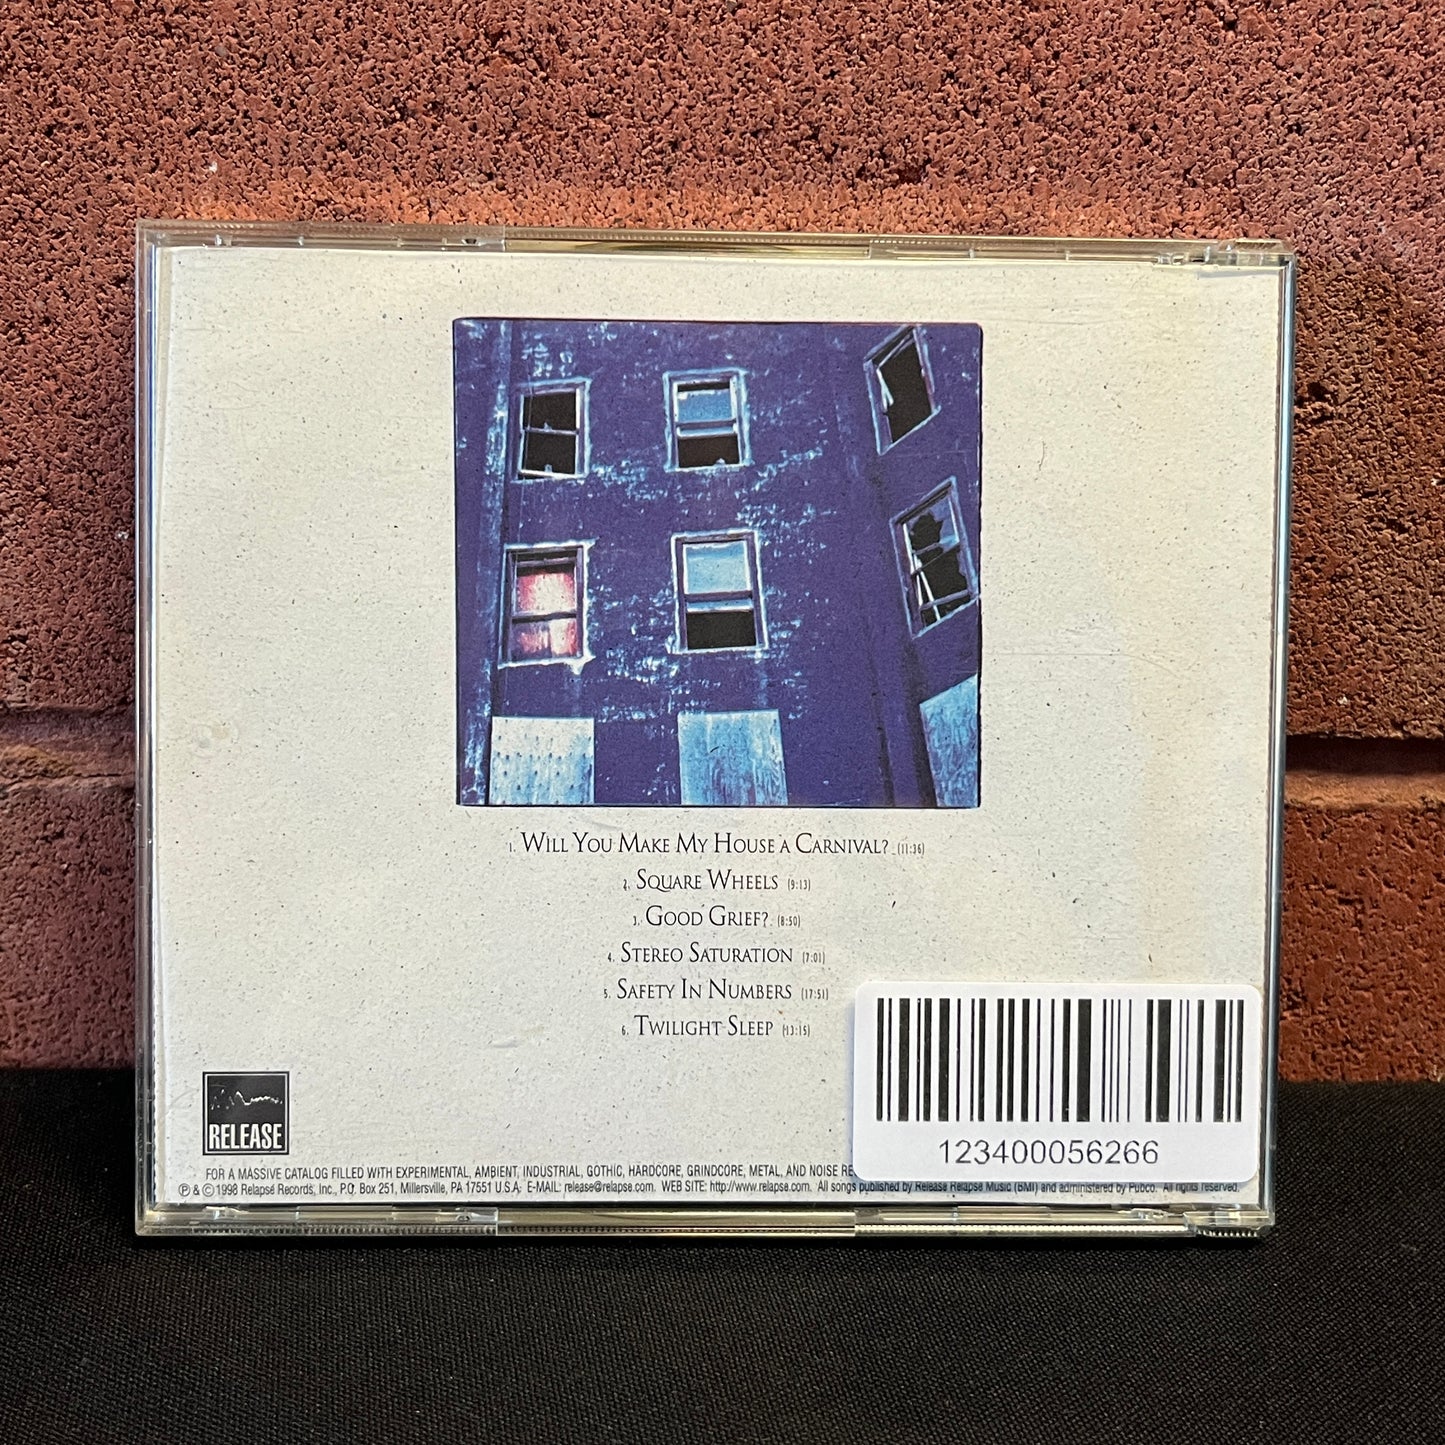 1. Will You Make My House a Carnival? (11:36)
2. Square Wheels (9:13)
3. Good Grief? (8:50)
4. Stereo Saturation (7:01)
5. Safety In Numbers (17:51)
6. Twilight Sleep (13:15)
RELEASE
123400056266
FOR A MASSIVE CATALOG FILLED WITH EXPERIMENTAL, AMBIENT, INDUSTRIAL, GOTHIC, HARDCORE, GRINDCORE, METAL, AND NOISE
℗ & © 1998 Relapse Records, Inc., P.O. Box 251, Millersville, PA 17551 U.S.A. E-MAIL: release@relapse.com. WEB SITE: http://www.relapse.com. All songs published by Release Relapse Music (BMI) and administered by Pubco. All rights reserved.